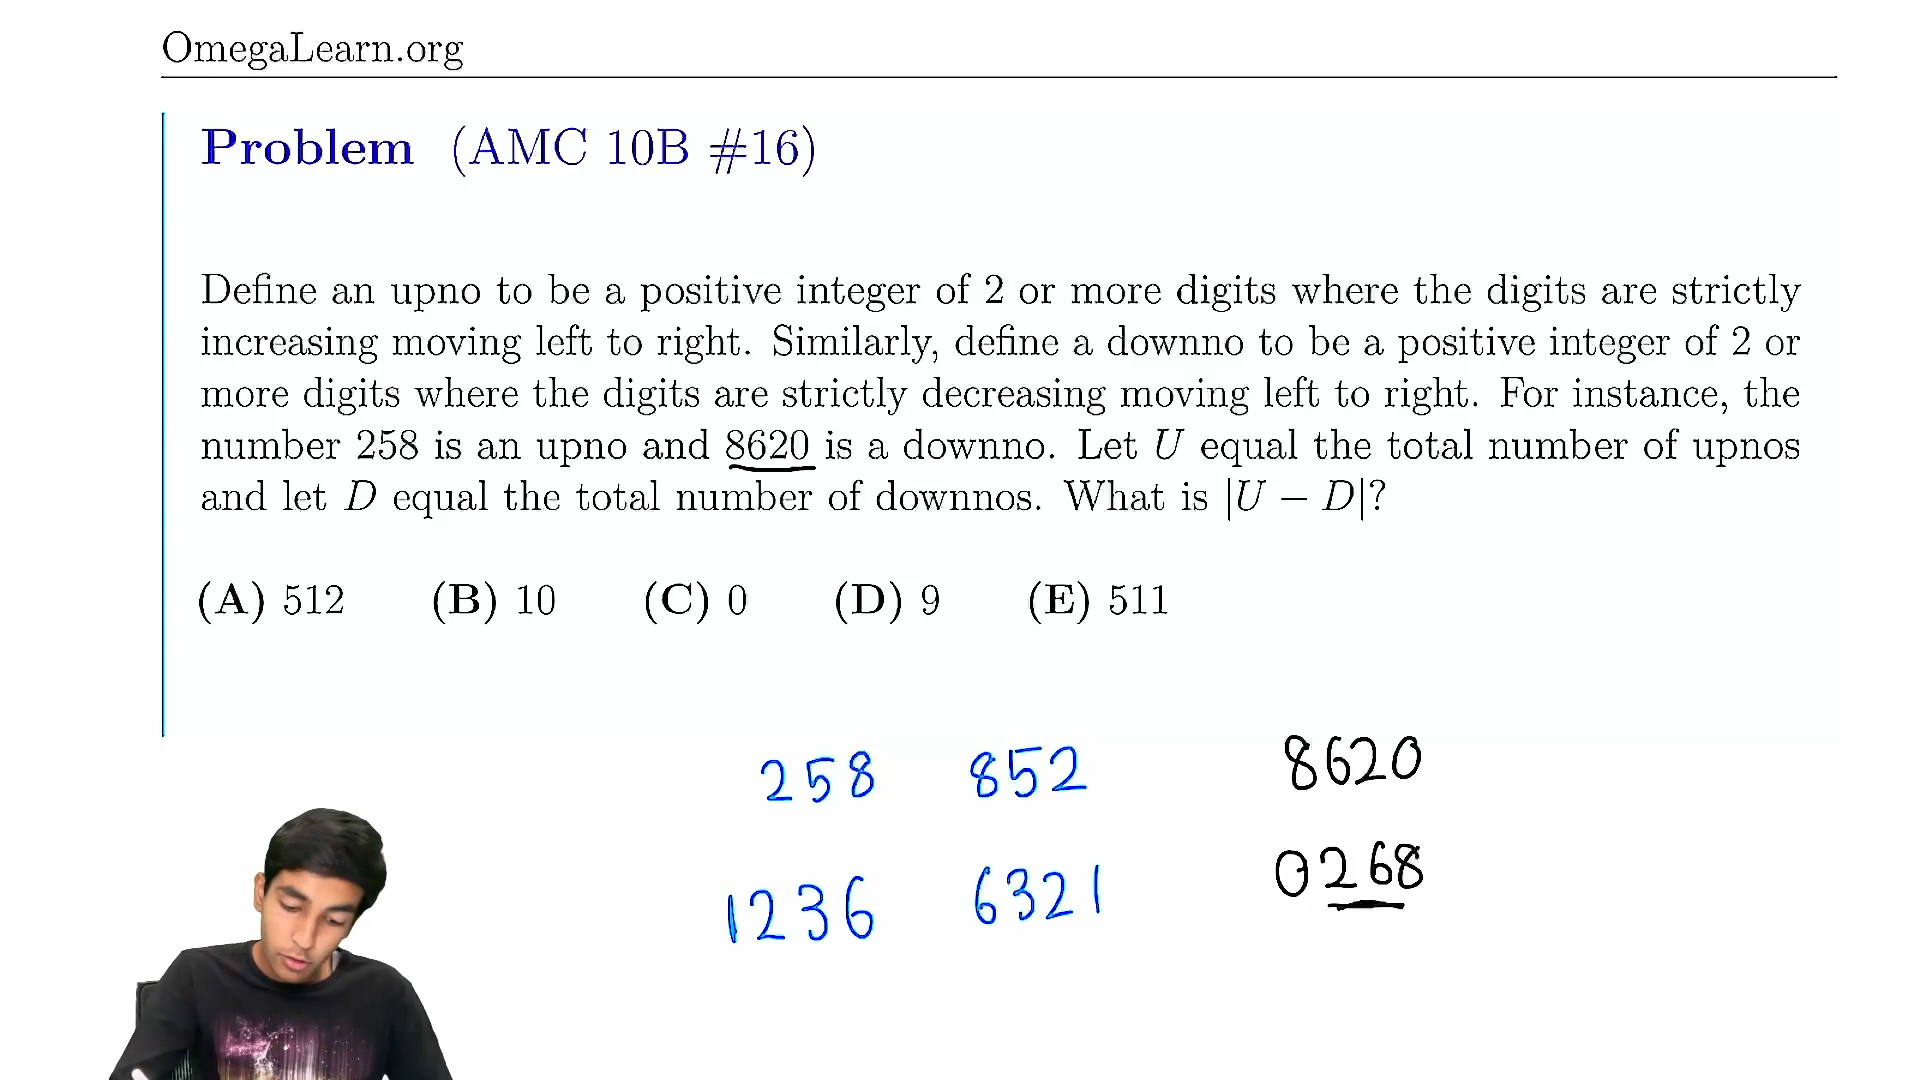 OmegaLearn.org
Problem (AMC 10B #16)
Define an upno to be a positive integer of 2 or more digits where the digits are strictly
increasing moving left to right. Similarly, define a downno to be a positive integer of 2 or
more digits where the digits are strictly decreasing moving left to right. For instance, the
number 258 is an upno and 8620 is a downno. Let U equal the total number of upnos
and let D equal the total number of downnos. What is |U − D|?
(A) 512 (B) 10 (C) 0 (D) 9 (E) 511
258 852 8620
1236 6321 0268